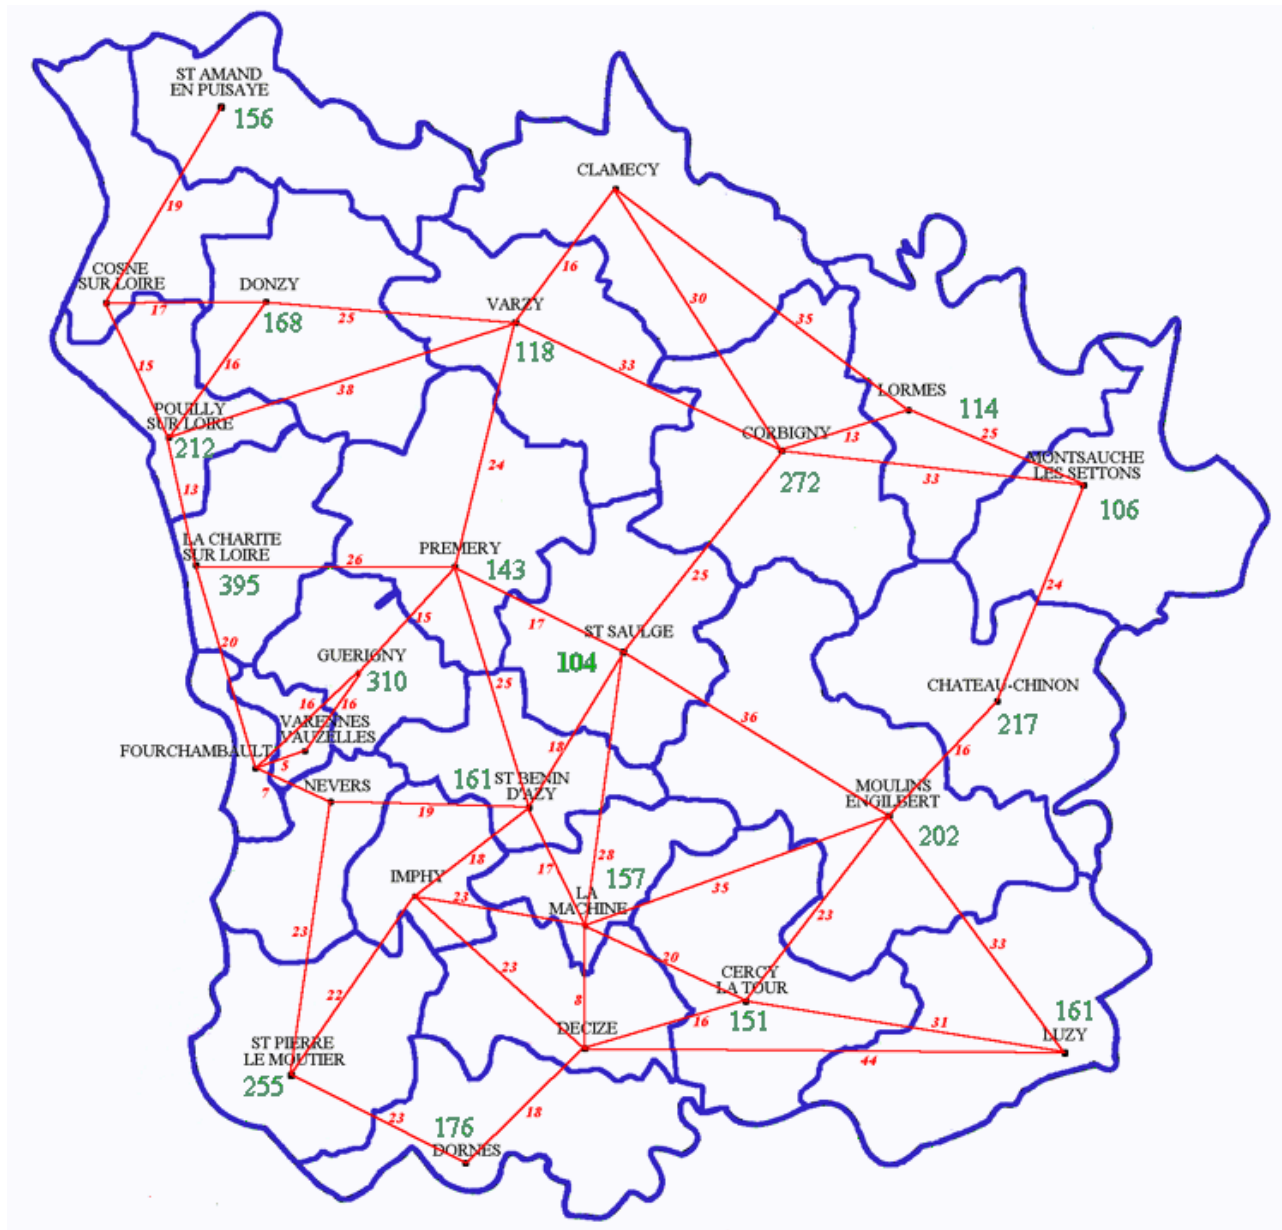 ST AMAND
EN PUISAYE
156
CLAMECY
19
COSNE
SUR LOIRE
DONZY
16
17
168
25
VARZY
118
30
35
15
16
38
33
LORMES
114
POUILLY
SUR LOIRE
212
CORBIGNY
13
25
272
MONTSAUCHE
LES SETTONS
33
106
24
13
LA CHARITE
SUR LOIRE
395
26
PREMERY
143
25
24
20
15
17
ST SAULGE
104
GUERIGNY
310
25
CHATEAU-CHINON
217
16
16
VARENNES
VAUZELLES
36
16
FOURCHAMBAULT
5
7
NEVERS
161
ST BENIN
D'AZY
18
19
MOULINS
ENGILBERT
202
18
17
28
157
IMPHY
23
LA
MACHINE
35
23
23
23
20
33
22
CERCY
LA TOUR
151
8
16
DECIZE
31
161
LUZY
44
ST PIERRE
LE MOUTIER
255
23
18
176
DORNES